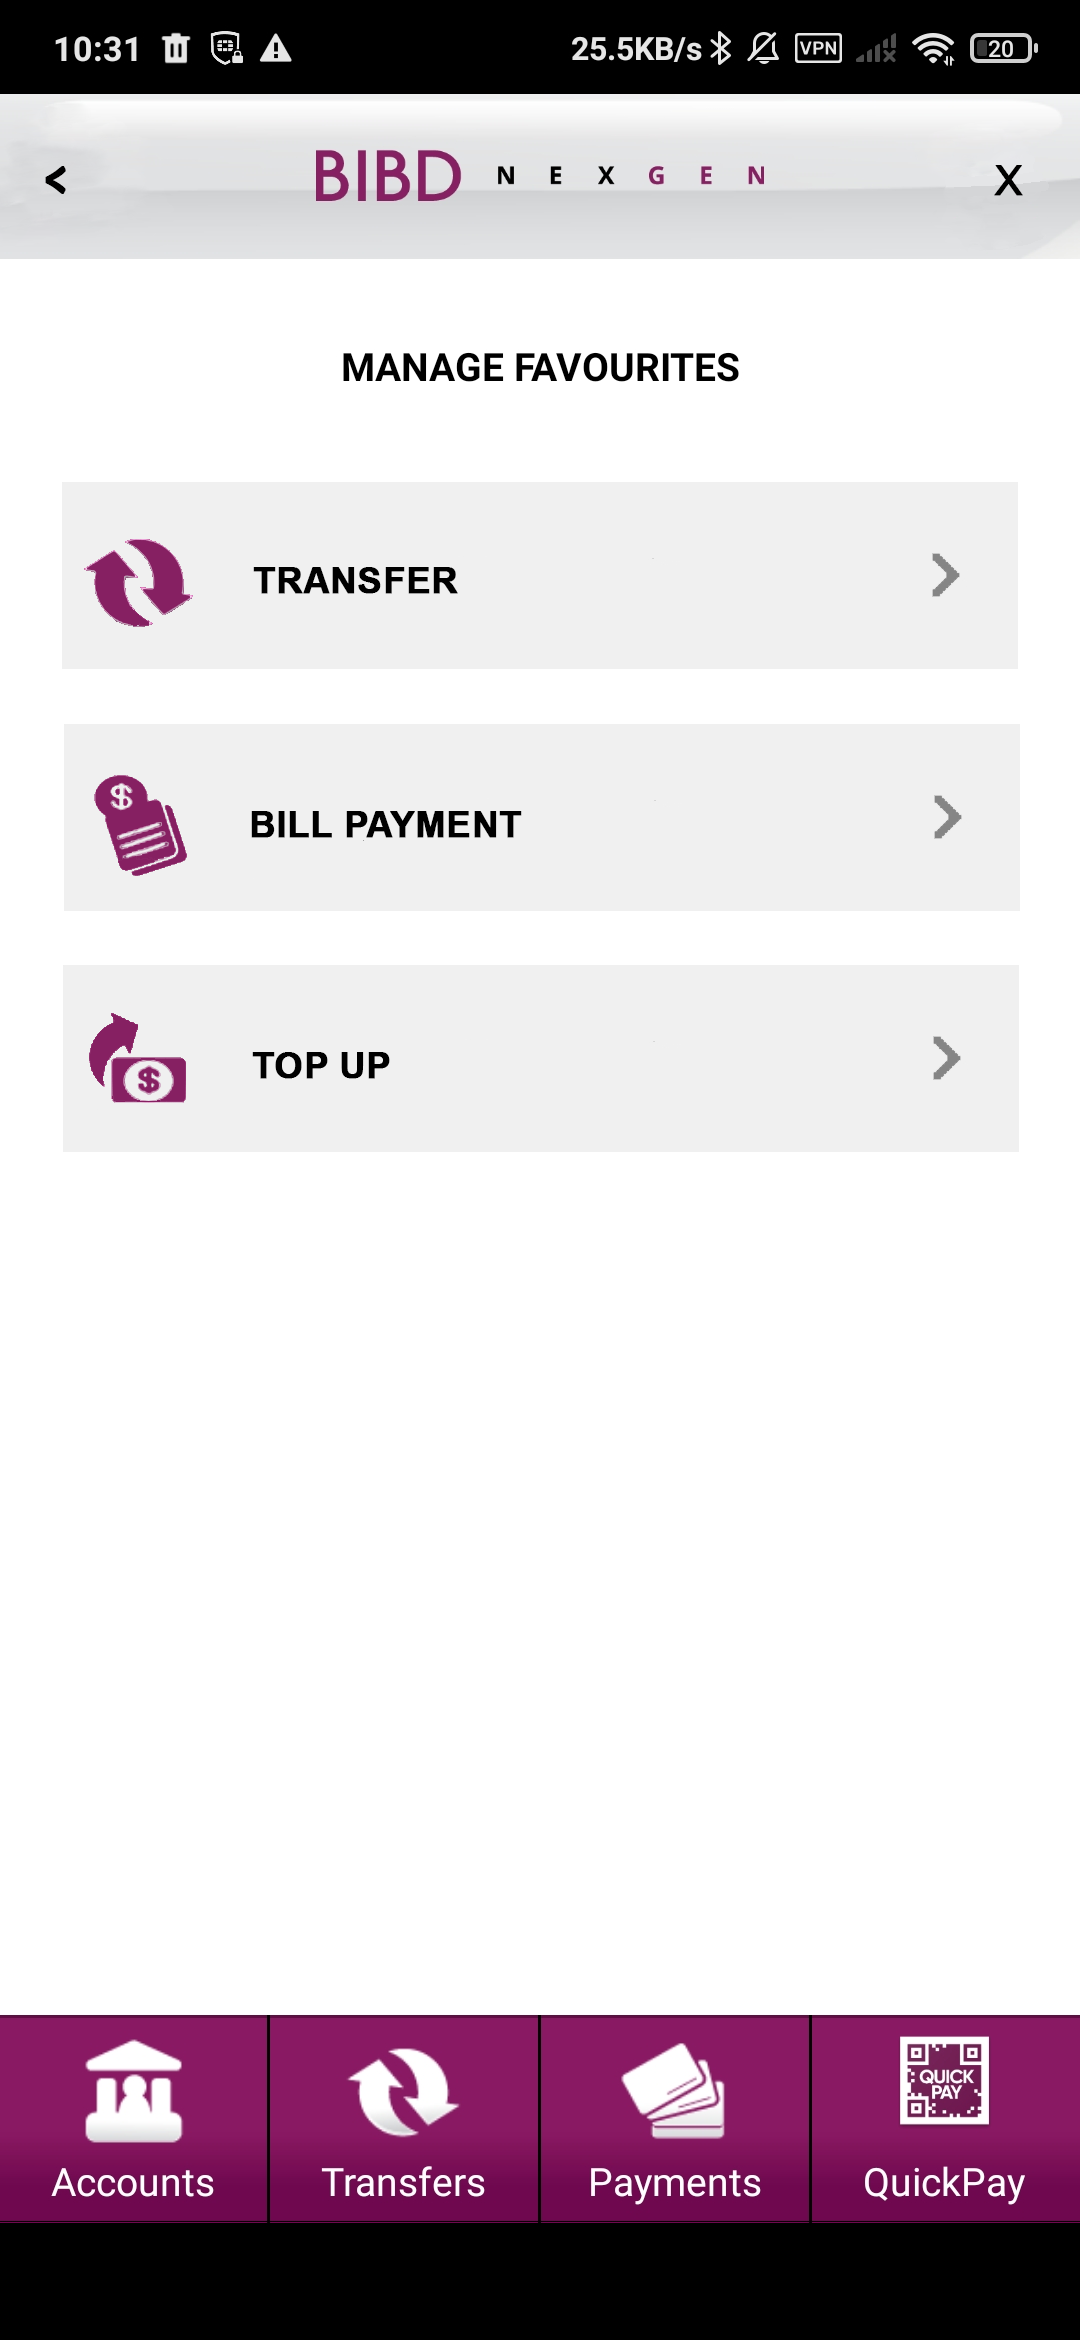 10:31 25.5KB/s VPN 20
< BIBD NEXGEN X
MANAGE FAVOURITES
TRANSFER
BILL PAYMENT
TOP UP
QUICK
PAY
Accounts Transfers Payments QuickPay